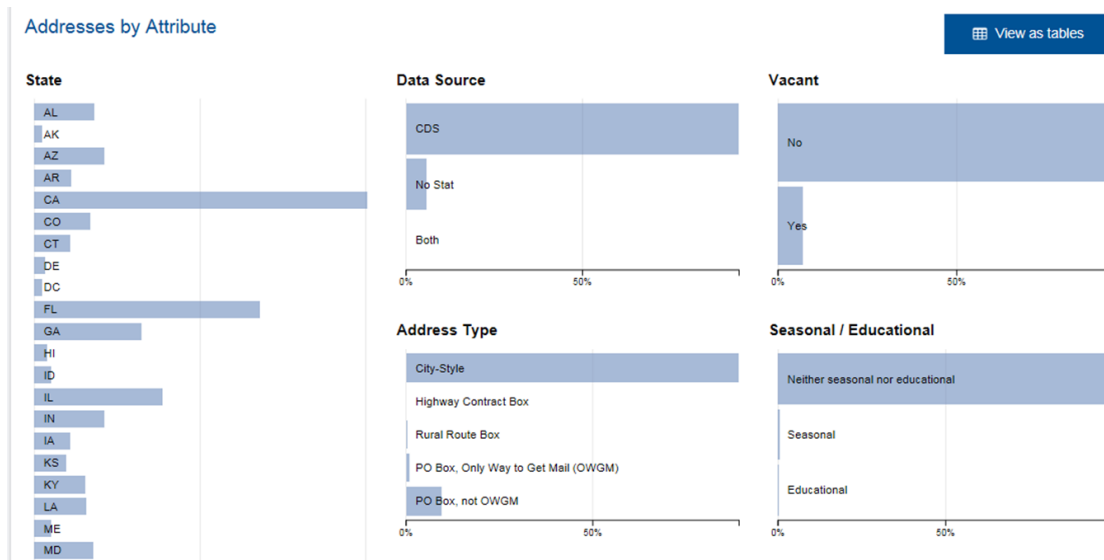 Addresses by Attribute
View as tables
State
AL
AK
AZ
AR
CA
CO
CT
DE
DC
FL
GA
HI
ID
IL
IN
IA
KS
KY
LA
ME
MD
Data Source
CDS
No Stat
Both
0%
50%
Vacant
No
Yes
0%
50%
Address Type
City-Style
Highway Contract Box
Rural Route Box
PO Box, Only Way to Get Mail (OWGM)
PO Box, not OWGM
0%
50%
Seasonal / Educational
Neither seasonal nor educational
Seasonal
Educational
0%
50%